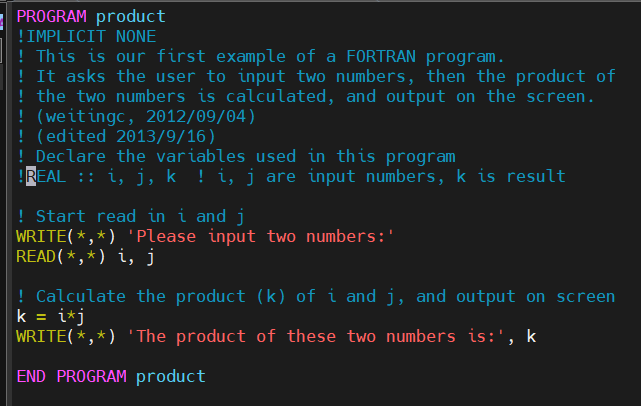 PROGRAM product
!IMPLICIT NONE
! This is our first example of a FORTRAN program.
! It asks the user to input two numbers, then the product of
! the two numbers is calculated, and output on the screen.
! (weitingc, 2012/09/04)
! (edited 2013/9/16)
! Declare the variables used in this program
!REAL :: i, j, k  ! i, j are input numbers, k is result
! Start read in i and j
WRITE(*,*) 'Please input two numbers:'
READ(*,*) i, j
! Calculate the product (k) of i and j, and output on screen
k = i*j
WRITE(*,*) 'The product of these two numbers is:', k
END PROGRAM product